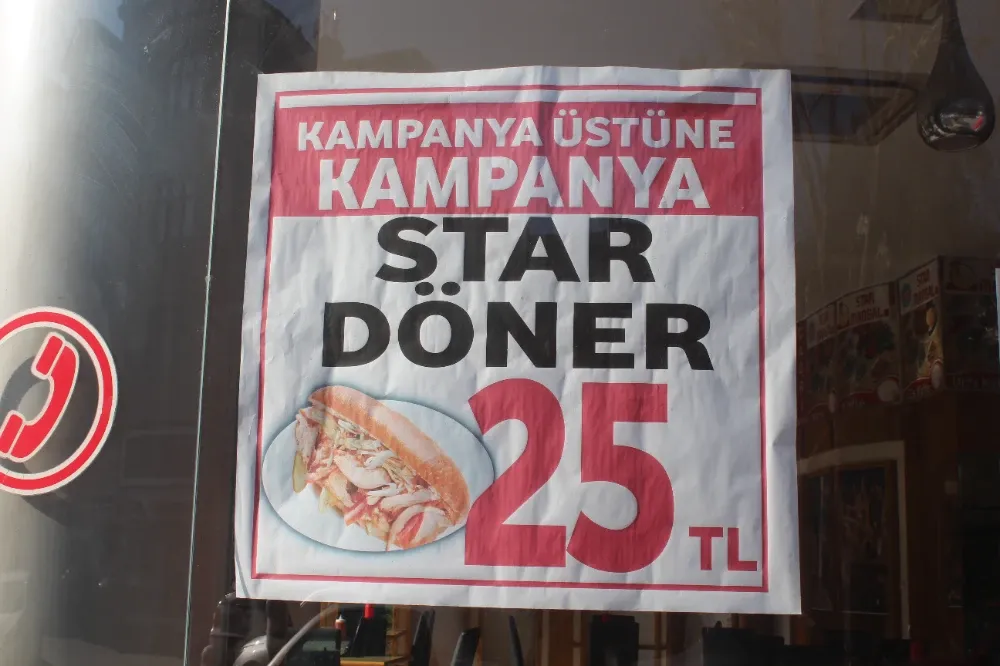 KAMPANYA ÜSTÜNE
KAMPANYA
STAR
DÖNER
25 TL